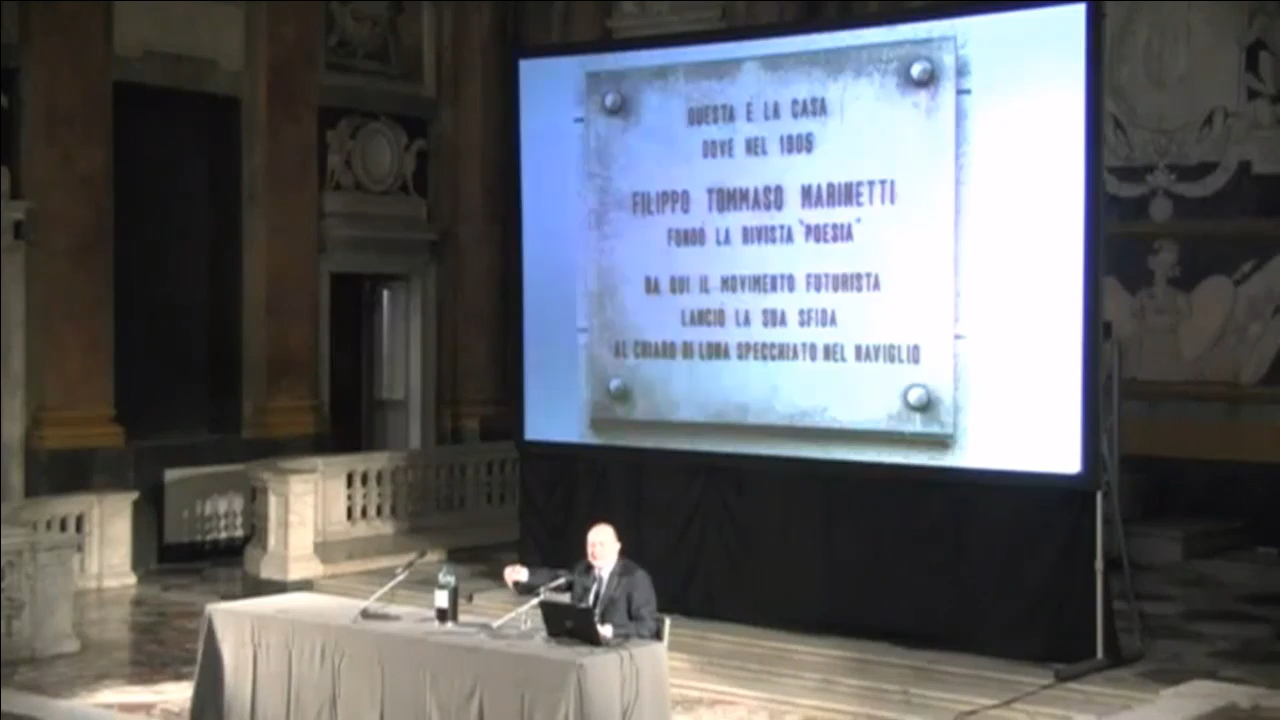 QUESTA È LA CASA
DOVE NEL 1905
FILIPPO TOMMASO MARINETTI
FONDÒ LA RIVISTA "POESIA"
DA QUI IL MOVIMENTO FUTURISTA
LANCIÒ LA SUA SFIDA
AL CHIARO DI LUNA SPECCHIATO NEL NAVIGLIO